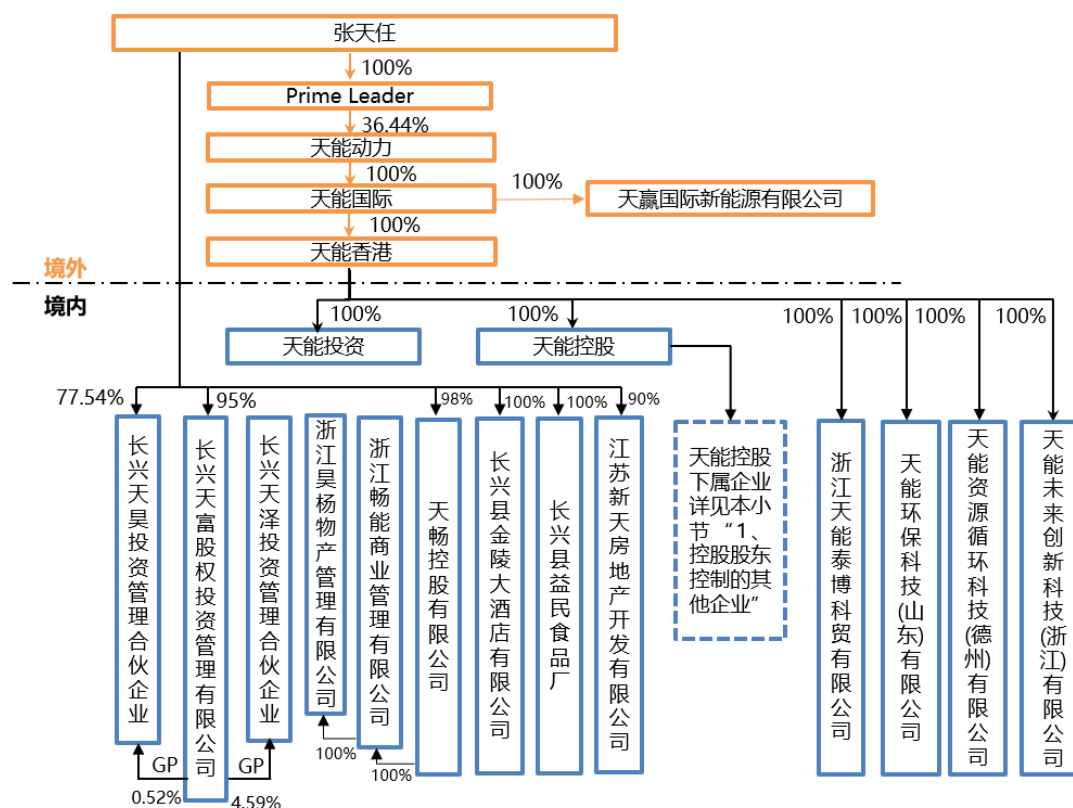 张天任
100%
Prime Leader
36.44%
天能动力
100%
天能国际
100%
天赢国际新能源有限公司
100%
天能香港
境外
境内
100%
天能投资
100%
天能控股
100%
100%
100%
100%
77.54%
95%
98%
100%
100%
90%
长兴天昊投资管理合伙企业
长兴天富股权投资管理有限公司
长兴天泽投资管理合伙企业
浙江昊杨物产管理有限公司
浙江畅能商业管理有限公司
天畅控股有限公司
长兴县金陵大酒店有限公司
长兴县益民食品厂
江苏新天房地产开发有限公司
天能控股
下属企业
详见本小
节“1、
控股股东
控制的其
他企业”
浙江天能泰博科贸有限公司
天能环保科技(山东)有限公司
天能资源循环科技(德州)有限公司
天能未来创新科技(浙江)有限公司
GP
0.52%
GP
4.59%
100%
100%